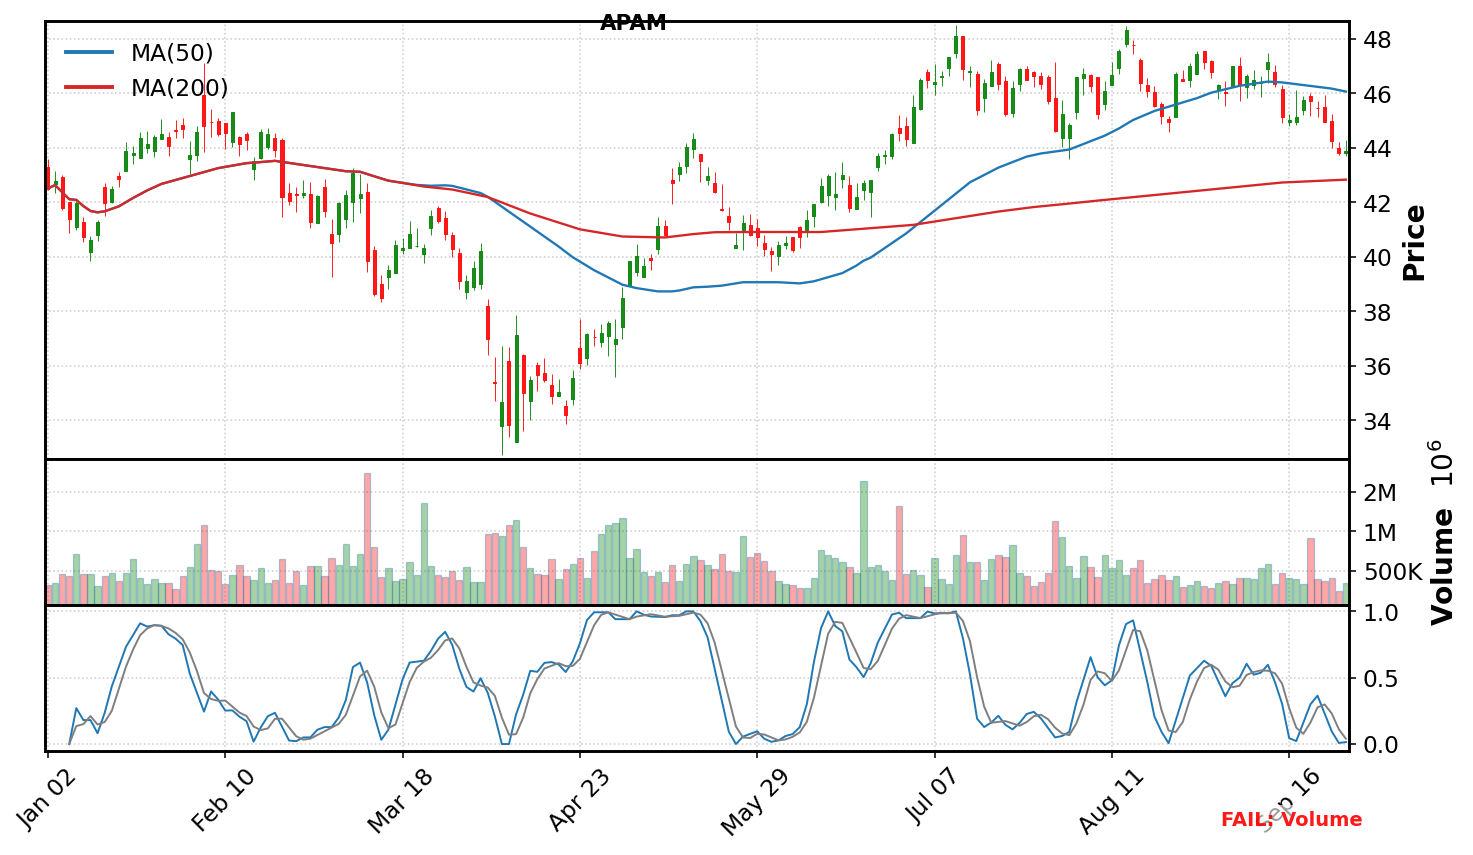 APAM
MA(50)
MA(200)
48
46
44
42
40
38
36
34
Price
2M
1M
500K
Volume 10^6
1.0
0.5
0.0
Jan 02
Feb 10
Mar 18
Apr 23
May 29
Jul 07
Aug 11
Sep 16
FAIL: Volume